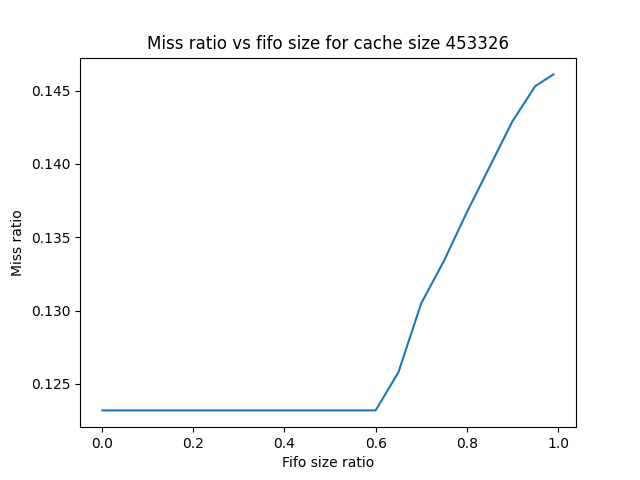 Miss ratio vs fifo size for cache size 453326
0.145
0.140
0.135
0.130
0.125
Miss ratio
0.0 0.2 0.4 0.6 0.8 1.0
Fifo size ratio